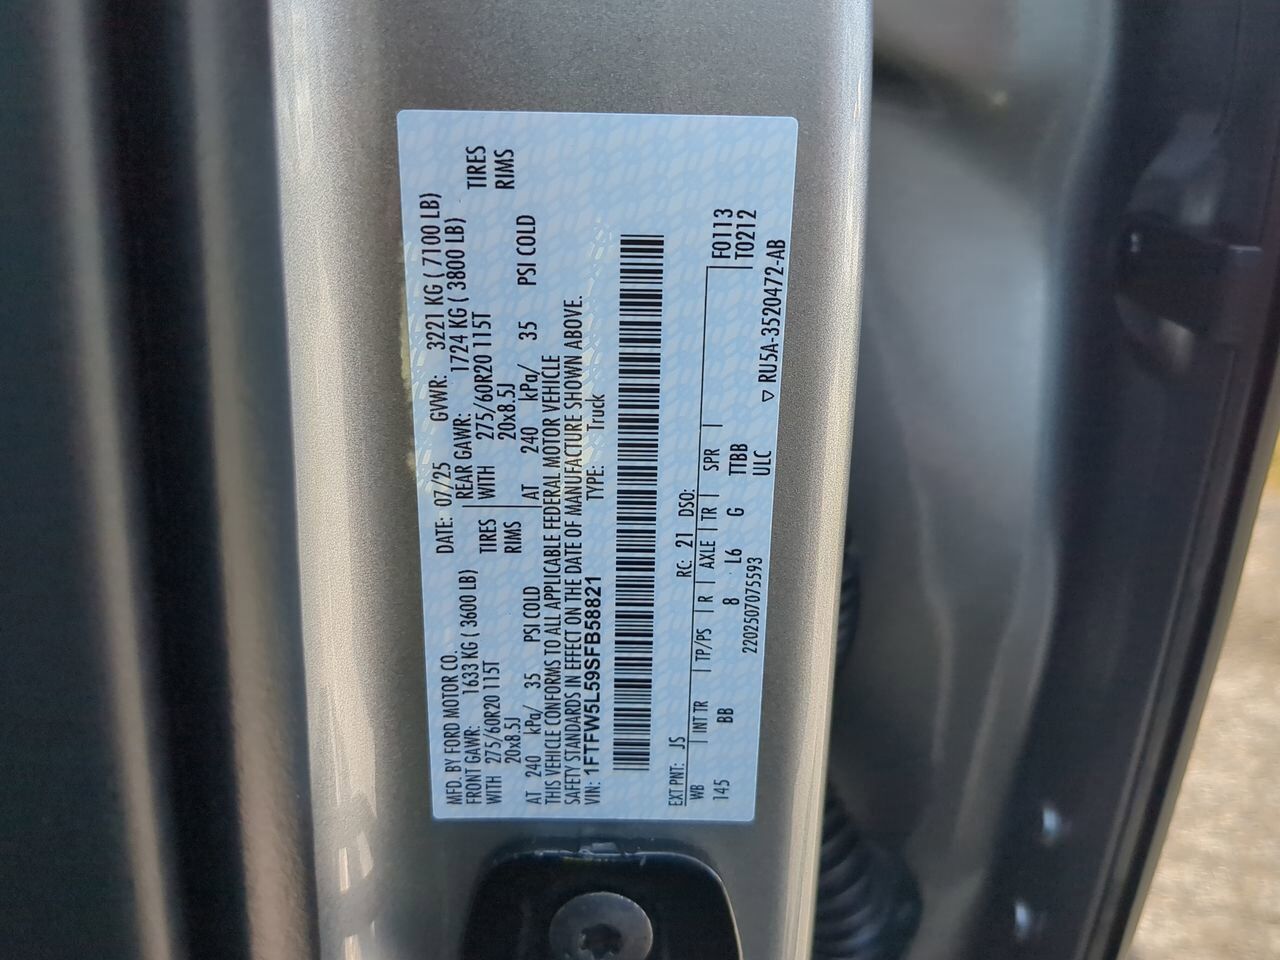 MFD. BY FORD MOTOR CO. DATE: 07/25 GVWR: 3221 KG ( 7100 LB)
FRONT GAWR: 1633 KG ( 3600 LB) REAR GAWR: 1724 KG ( 3800 LB)
WITH 275/60R20 115T TIRES WITH 275/60R20 115T TIRES
20x8.5J RIMS 20x8.5J RIMS
AT 240 kPa/ 35 PSI COLD AT 240 kPa/ 35 PSI COLD
THIS VEHICLE CONFORMS TO ALL APPLICABLE FEDERAL MOTOR VEHICLE
SAFETY STANDARDS IN EFFECT ON THE DATE OF MANUFACTURE SHOWN ABOVE.
VIN: 1FTFW5L59SFB58821 TYPE: Truck
EXT PNT: JS RC: 21 DSO:
WB | INT TR | TP/PS | R | AXLE | TR | SPR | F0113
145 BB 8 L6 G TTBB T0212
220250707559​3 ULC
▽ RU5A-3520472-AB